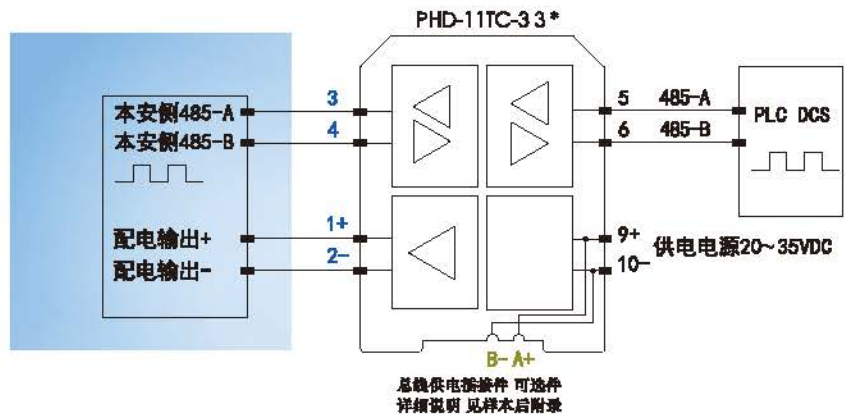 PHD-11TC-3 3*
本安侧485-A
3
5
485-A
本安侧485-B
4
6
485-B
PLC DCS
配电输出+
1+
9+
配电输出-
2-
10-
供电电源20~35VDC
B- A+
总线供电插接件 可选件
详细说明 见样本后附录